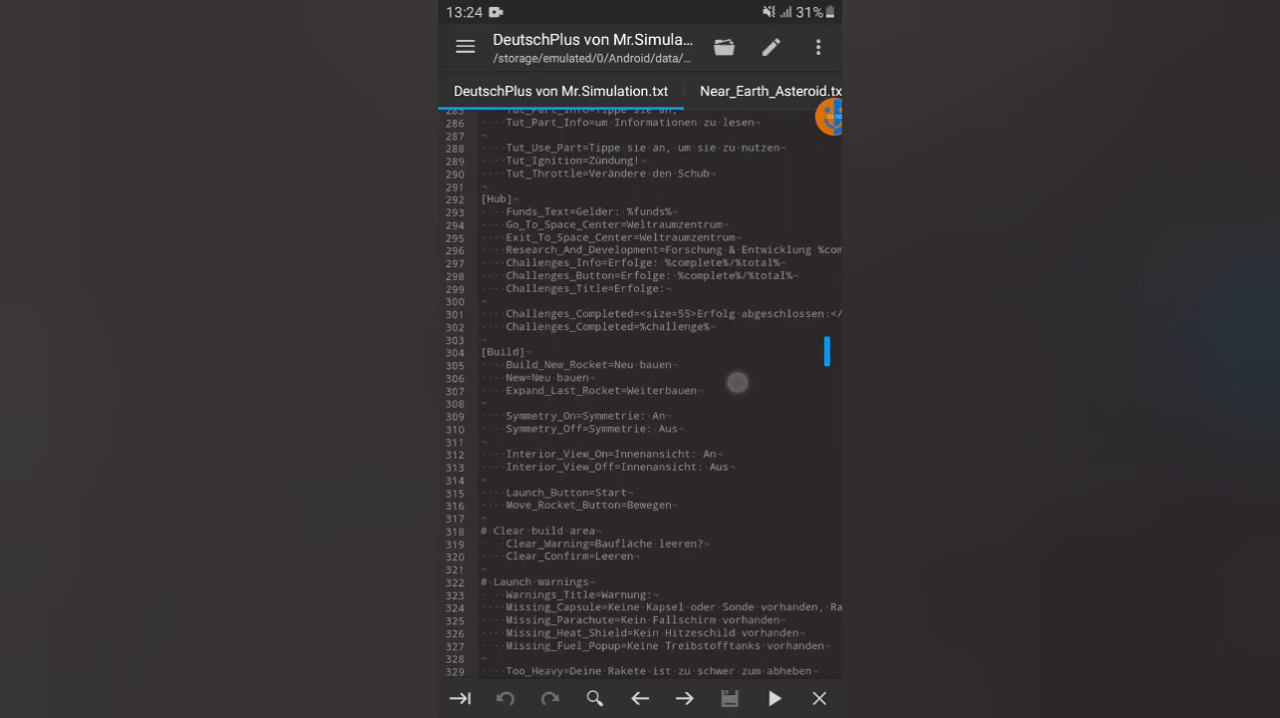 13:24 31%
DeutschPlus von Mr.Simula...
/storage/emulated/0/Android/data/...
DeutschPlus von Mr.Simulation.txt Near_Earth_Asteroid.tx
285 Tut_Part_Info=Tippe sie an,
286 Tut_Part_Info=um Informationen zu lesen¬
287 ¬
288 Tut_Use_Part=Tippe sie an, um sie zu nutzen
289 Tut_Ignition=Zündung!¬
290 Tut_Throttle=Verändere den Schub
291 ¬
292 [Hub]¬
293 Funds_Text=Gelder: %funds%¬
294 Go_To_Space_Center=Weltraumzentrum
295 Exit_To_Space_Center=Weltraumzentrum¬
296 Research_And_Development=Forschung & Entwicklung %com
297 Challenges_Info=Erfolge: %complete%/%total%¬
298 Challenges_Button=Erfolge: %complete%/%total%¬
299 Challenges_Title=Erfolge:¬
300 ¬
301 Challenges_Completed=<size=55>Erfolg abgeschlossen:</
302 Challenges_Completed=%challenge%¬
303 ¬
304 [Build]¬
305 Build_New_Rocket=Neu bauen¬
306 New=Neu bauen¬
307 Expand_Last_Rocket=Weiterbauen¬
308 ¬
309 Symmetry_On=Symmetrie: An¬
310 Symmetry_Off=Symmetrie: Aus
311 ¬
312 Interior_View_On=Innenansicht: An¬
313 Interior_View_Off=Innenansicht: Aus¬
314 ¬
315 Launch_Button=Start¬
316 Move_Rocket_Button=Bewegen¬
317 ¬
318 # Clear build area¬
319 Clear_Warning=Baufläche leeren?¬
320 Clear_Confirm=Leeren¬
321 ¬
322 # Launch warnings¬
323 Warnings_Title=Warnung:¬
324 Missing_Capsule=Keine Kapsel oder Sonde vorhanden, Ra
325 Missing_Parachute=Kein Fallschirm vorhanden
326 Missing_Heat_Shield=Kein Hitzeschild vorhanden¬
327 Missing_Fuel_Popup=Keine Treibstofftanks vorhanden¬
328 ¬
329 Too_Heavy=Deine Rakete ist zu schwer zum abheben¬